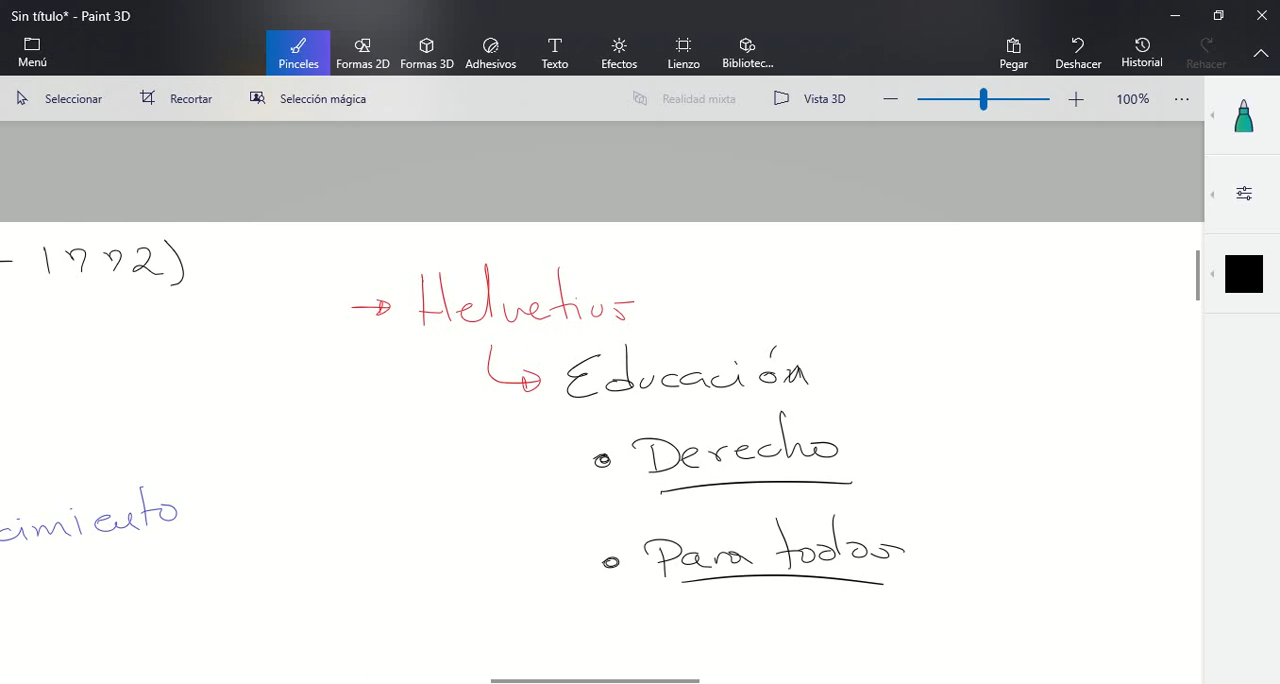 Sin título* - Paint 3D
Menú
Pinceles
Formas 2D
Formas 3D
Adhesivos
Texto
Efectos
Lienzo
Bibliotec...
Pegar
Deshacer
Historial
Rehacer
Seleccionar
Recortar
Selección mágica
Realidad mixta
Vista 3D
100%
- 1772)
→ Helvetius
Educación
• Derecho
cimiento
• Para todos